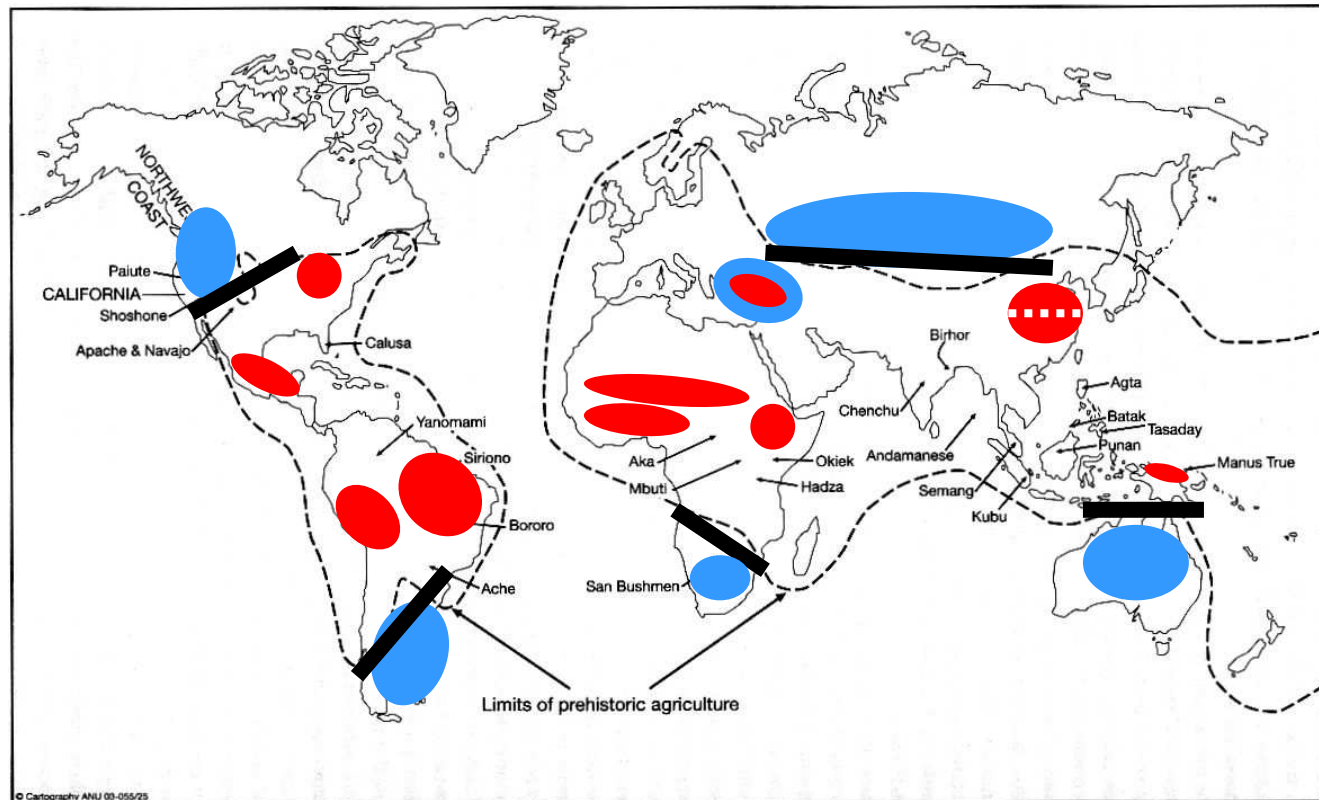 NORTHWE
COAST
Paiute
CALIFORNIA
Shoshone
Apache & Navajo
Calusa
Yanomami
Siriono
Bororo
Ache
Aka
Mbuti
Okiek
Hadza
San Bushmen
Birhor
Chenchu
Andamanese
Semang
Kubu
Agta
Batak
Tasaday
Punan
Manus True
Limits of prehistoric agriculture
© Cartography ANU 03-055/25